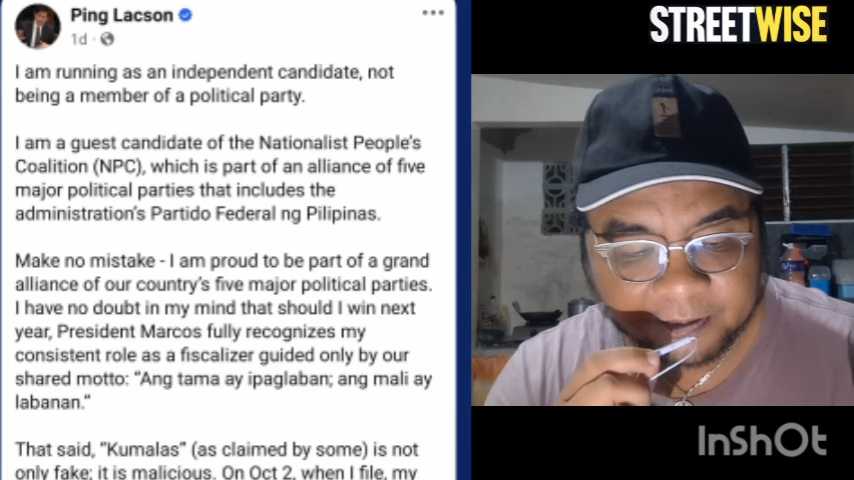 Ping Lacson
1d ·
I am running as an independent candidate, not
being a member of a political party.
I am a guest candidate of the Nationalist People's
Coalition (NPC), which is part of an alliance of five
major political parties that includes the
administration's Partido Federal ng Pilipinas.
Make no mistake - I am proud to be part of a grand
alliance of our country's five major political parties.
I have no doubt in my mind that should I win next
year, President Marcos fully recognizes my
consistent role as a fiscalizer guided only by our
shared motto: “Ang tama ay ipaglaban; ang mali ay
labanan.“
That said, “Kumalas” (as claimed by some) is not
only fake; it is malicious. On Oct 2, when I file, my
STREETWISE
InShOt